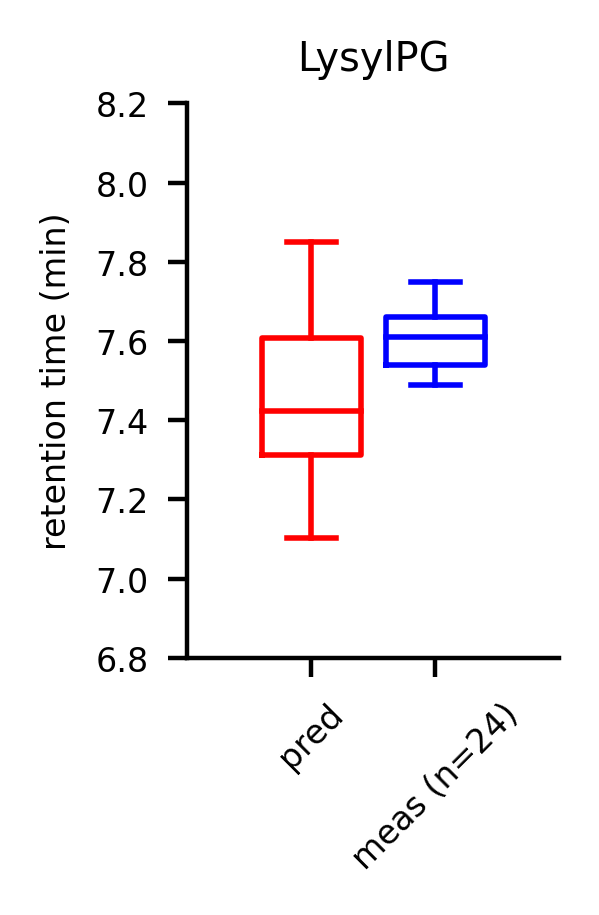 LysylPG
8.2
8.0
7.8
7.6
7.4
7.2
7.0
6.8
retention time (min)
pred
meas (n=24)